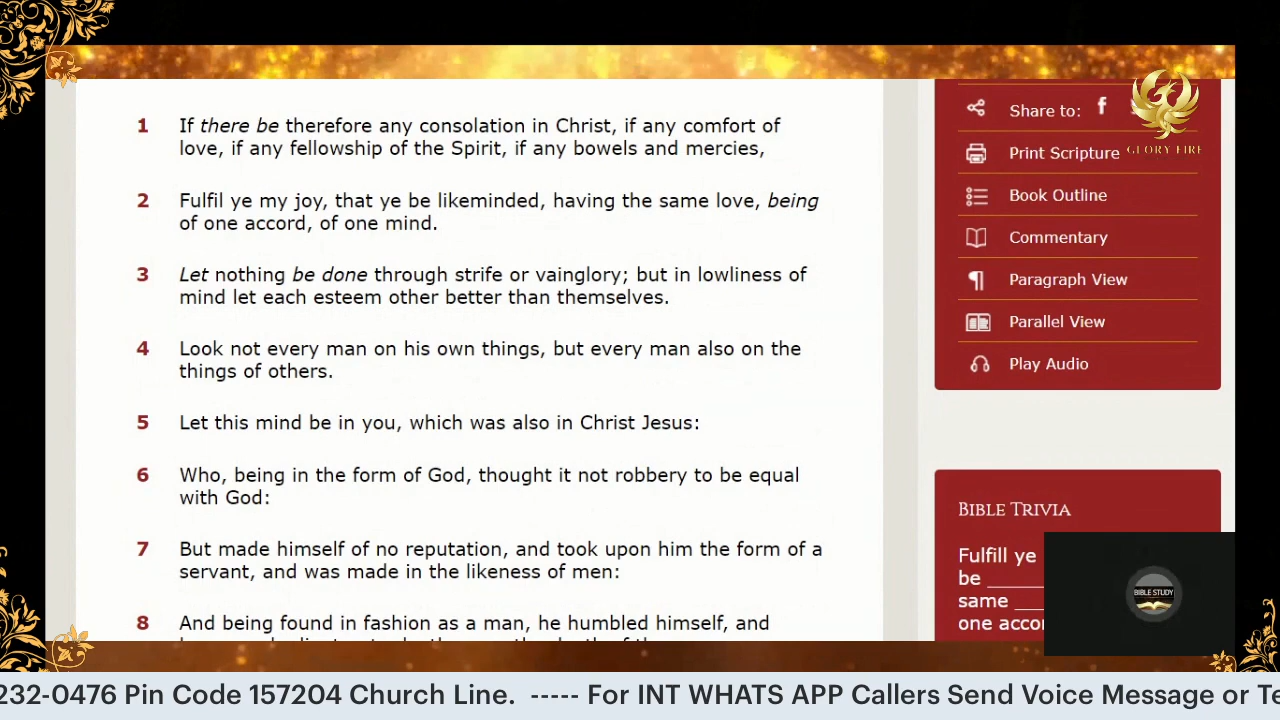 1 If there be therefore any consolation in Christ, if any comfort of
love, if any fellowship of the Spirit, if any bowels and mercies,
2 Fulfil ye my joy, that ye be likeminded, having the same love, being
of one accord, of one mind.
3 Let nothing be done through strife or vainglory; but in lowliness of
mind let each esteem other better than themselves.
4 Look not every man on his own things, but every man also on the
things of others.
5 Let this mind be in you, which was also in Christ Jesus:
6 Who, being in the form of God, thought it not robbery to be equal
with God:
7 But made himself of no reputation, and took upon him the form of a
servant, and was made in the likeness of men:
8 And being found in fashion as a man, he humbled himself, and
Share to:
GLORY FIRE
Print Scripture
Book Outline
Commentary
Paragraph View
Parallel View
Play Audio
BIBLE TRIVIA
Fulfill ye
be
same
one accor
BIBLE STUDY
232-0476 Pin Code 157204 Church Line. ----- For INT WHATS APP Callers Send Voice Message or Te